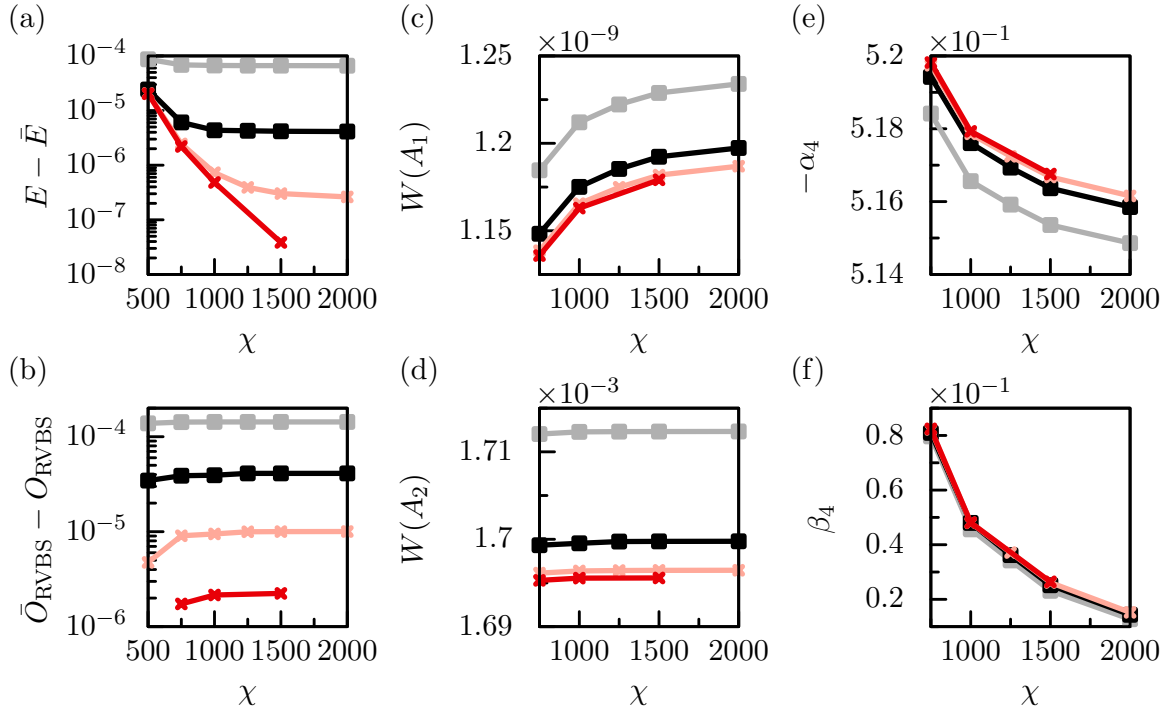 (a)
10⁻⁴
10⁻⁵
10⁻⁶
10⁻⁷
10⁻⁸
E − Ē
500 1000 1500 2000
χ
(c)
×10⁻⁹
1.25
1.2
1.15
W(A₁)
1000 1500 2000
χ
(e)
×10⁻¹
5.2
5.18
5.16
5.14
−α₄
1000 1500 2000
χ
(b)
10⁻⁴
10⁻⁵
10⁻⁶
Ō_RVBS − O_RVBS
500 1000 1500 2000
χ
(d)
×10⁻³
1.71
1.7
1.69
W(A₂)
1000 1500 2000
χ
(f)
×10⁻¹
0.8
0.6
0.4
0.2
β₄
1000 1500 2000
χ